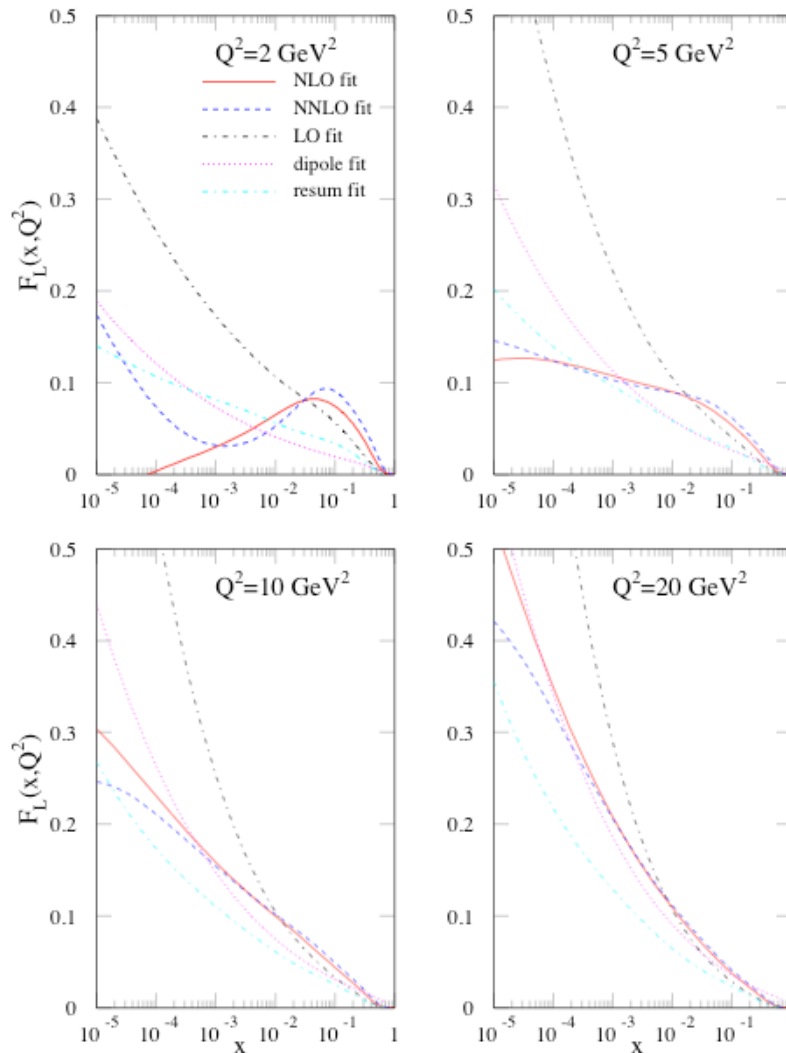 Q²=2 GeV²
NLO fit
NNLO fit
LO fit
dipole fit
resum fit
F_L(x,Q²)
0.5
0.4
0.3
0.2
0.1
0
10⁻⁵ 10⁻⁴ 10⁻³ 10⁻² 10⁻¹ 1
Q²=5 GeV²
0.5
0.4
0.3
0.2
0.1
0
10⁻⁵ 10⁻⁴ 10⁻³ 10⁻² 10⁻¹
Q²=10 GeV²
F_L(x,Q²)
0.5
0.4
0.3
0.2
0.1
0
10⁻⁵ 10⁻⁴ 10⁻³ 10⁻² 10⁻¹ 1
x
Q²=20 GeV²
0.5
0.4
0.3
0.2
0.1
0
10⁻⁵ 10⁻⁴ 10⁻³ 10⁻² 10⁻¹
x